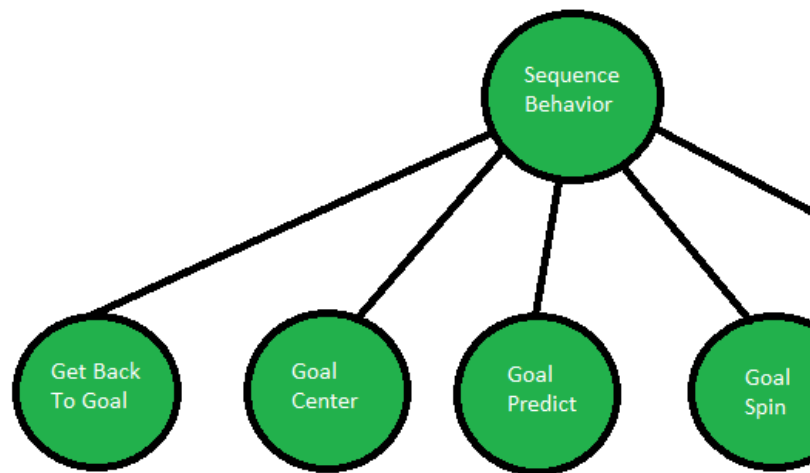 Sequence
Behavior
Get Back
To Goal
Goal
Center
Goal
Predict
Goal
Spin